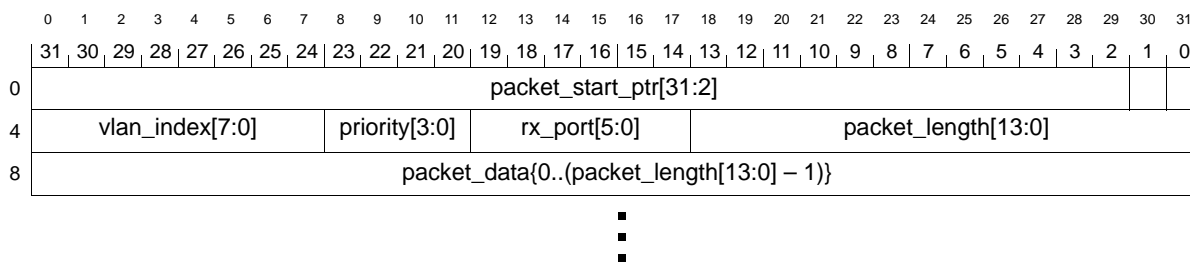 0 1 2 3 4 5 6 7 8 9 10 11 12 13 14 15 16 17 18 19 20 21 22 23 24 25 26 27 28 29 30 31
31 30 29 28 27 26 25 24 23 22 21 20 19 18 17 16 15 14 13 12 11 10 9 8 7 6 5 4 3 2 1 0
0 packet_start_ptr[31:2]
4 vlan_index[7:0] priority[3:0] rx_port[5:0] packet_length[13:0]
8 packet_data{0..(packet_length[13:0] – 1)}